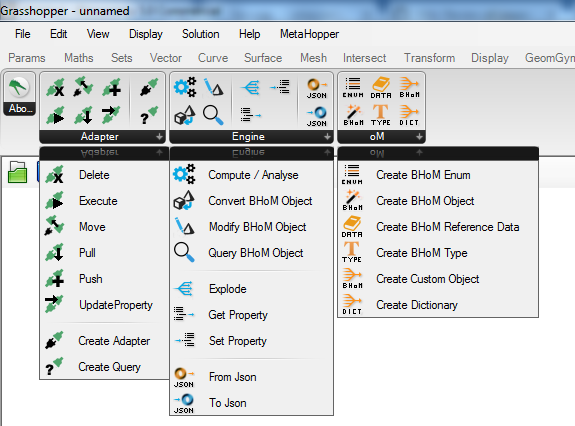 Grasshopper - unnamed
File Edit View Display Solution Help MetaHopper
Params Maths Sets Vector Curve Surface Mesh Intersect Transform Display GeomGym
Abo..
JSON ENUM DATA BHoM
JSON BHoM TYPE DICT
Adapter Engine oM
Delete
Execute
Move
Pull
Push
UpdateProperty
Create Adapter
Create Query
Compute / Analyse
Convert BHoM Object
Modify BHoM Object
Query BHoM Object
Explode
Get Property
Set Property
JSON From Json
JSON To Json
ENUM Create BHoM Enum
BHoM Create BHoM Object
DATA Create BHoM Reference Data
TYPE Create BHoM Type
BHoM Create Custom Object
DICT Create Dictionary